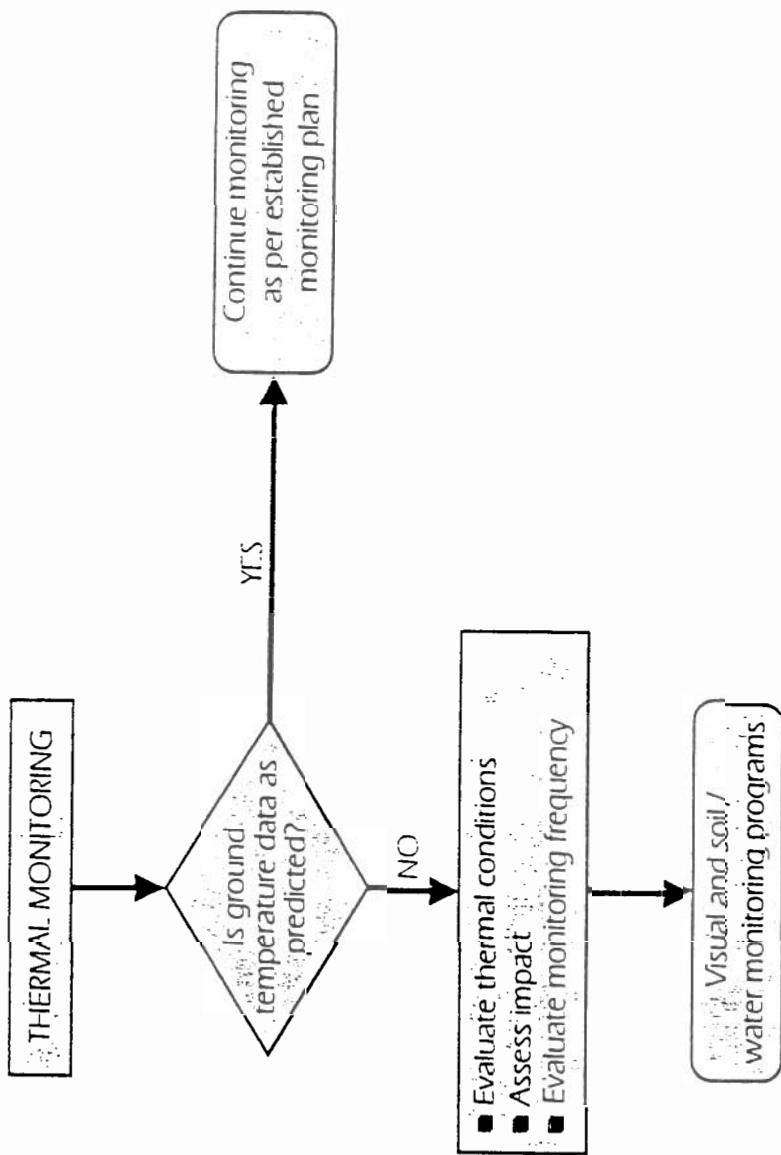 THERMAL MONITORING
Is ground
temperature data as
predicted?
YES
Continue monitoring
as per established
monitoring plan
NO
■ Evaluate thermal conditions
■ Assess impact
■ Evaluate monitoring frequency
Visual and soil /
water monitoring programs